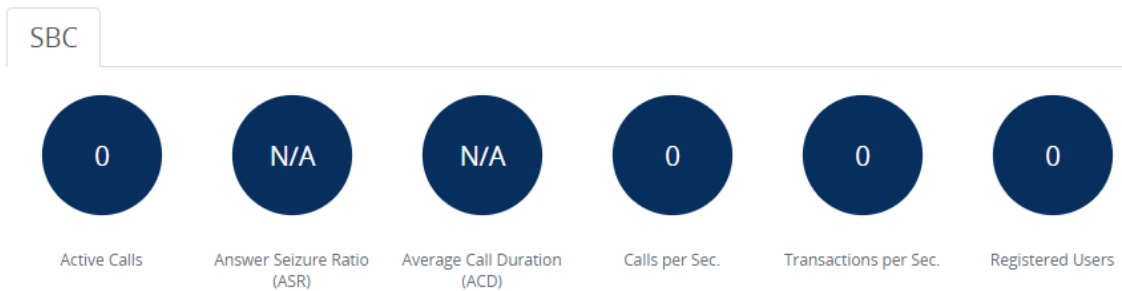 SBC
0
N/A
N/A
0
0
0
Active Calls
Answer Seizure Ratio
(ASR)
Average Call Duration
(ACD)
Calls per Sec.
Transactions per Sec.
Registered Users